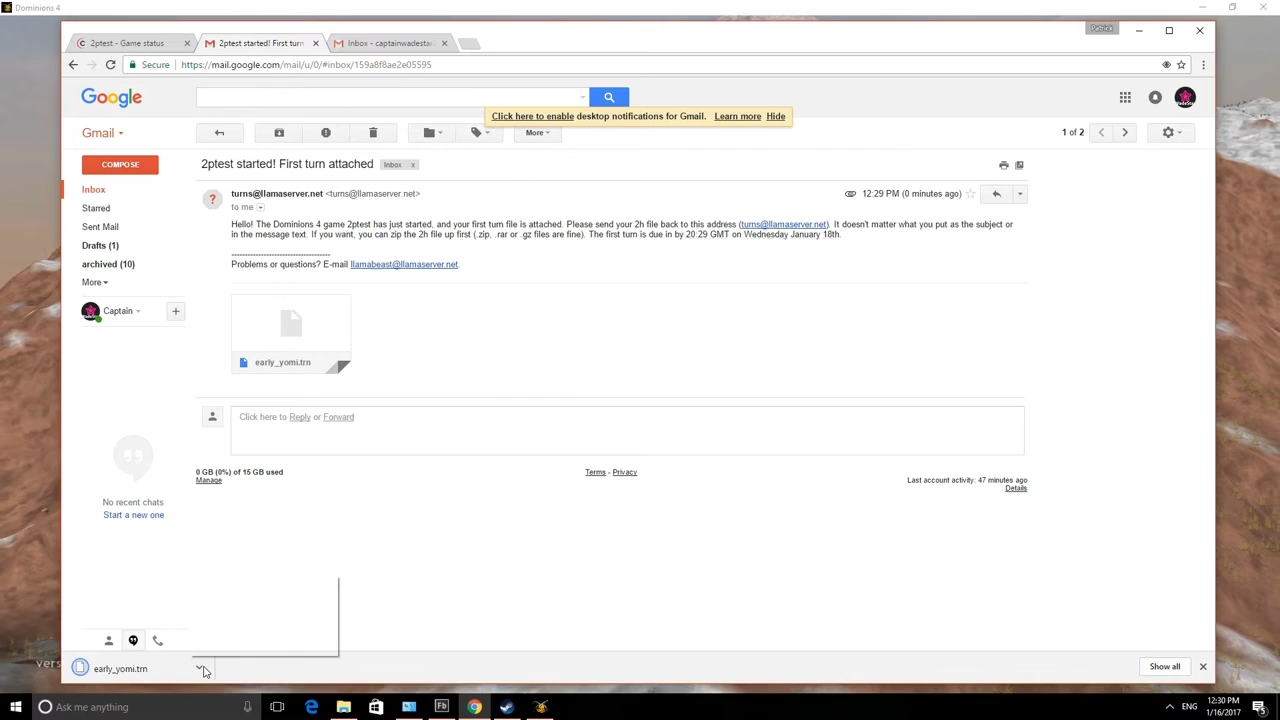 Dominions 4
Patrick
2ptest - Game status
2ptest started! First turn
Inbox - captainwadestar
Secure
https://mail.google.com/mail/u/0/#inbox/159a8f8ae2e05595
Google
Click here to enable desktop notifications for Gmail. Learn more Hide
Gmail
More
1 of 2
COMPOSE
2ptest started! First turn attached
Inbox x
Inbox
turns@llamaserver.net <turns@llamaserver.net>
12:29 PM (0 minutes ago)
Starred
to me
Sent Mail
Hello! The Dominions 4 game 2ptest has just started, and your first turn file is attached. Please send your 2h file back to this address (turns@llamaserver.net). It doesn't matter what you put as the subject or
in the message text. If you want, you can zip the 2h file up first (.zip, .rar or .gz files are fine). The first turn is due in by 20:29 GMT on Wednesday January 18th.
Drafts (1)
archived (10)
-----------------------------------
Problems or questions? E-mail llamabeast@llamaserver.net.
More
Captain
early_yomi.trn
Click here to Reply or Forward
0 GB (0%) of 15 GB used
Manage
Terms - Privacy
Last account activity: 47 minutes ago
Details
No recent chats
Start a new one
vers
early_yomi.trn
Show all
Ask me anything
ENG
12:30 PM
1/16/2017
5